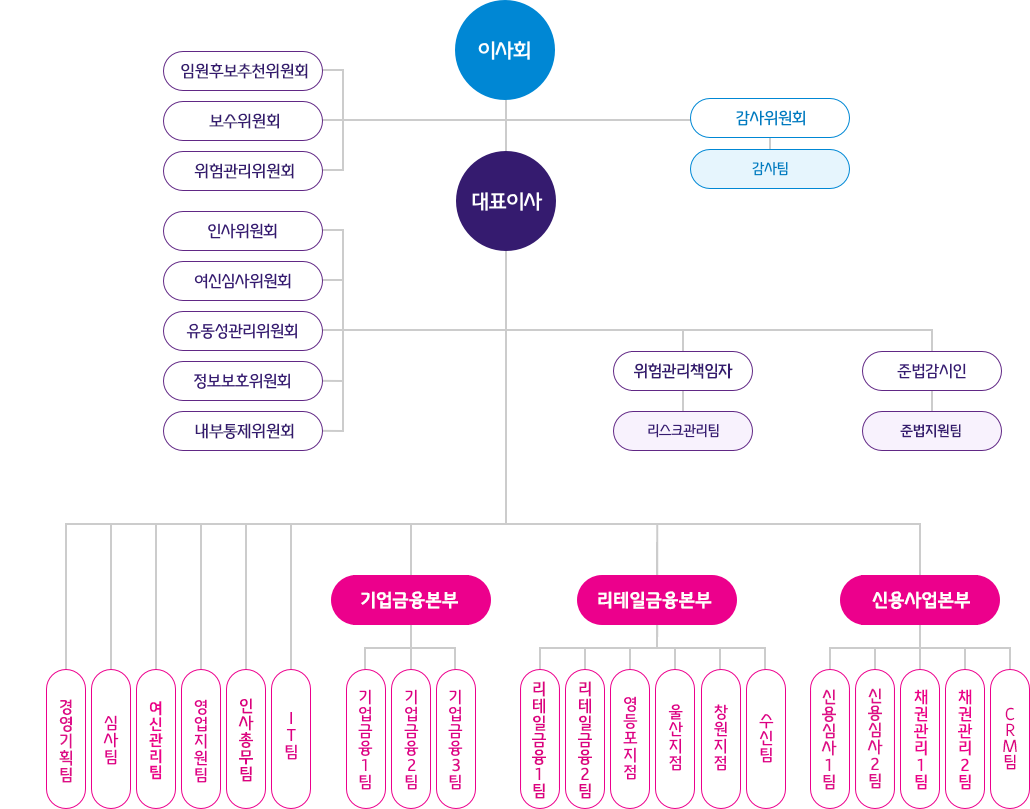 이사회
임원후보추천위원회
보수위원회
위험관리위원회
감사위원회
감사팀
대표이사
인사위원회
여신심사위원회
유동성관리위원회
정보보호위원회
내부통제위원회
위험관리책임자
준법감시인
리스크관리팀
준법지원팀
기업금융본부
리테일금융본부
신용사업본부
경영기획팀
심사팀
여신관리팀
영업지원팀
인사총무팀
IT팀
기업금융1팀
기업금융2팀
기업금융3팀
리테일금융1팀
리테일금융2팀
영등포지점
울산지점
창원지점
수신팀
신용심사1팀
신용심사2팀
채권관리1팀
채권관리2팀
CRM팀